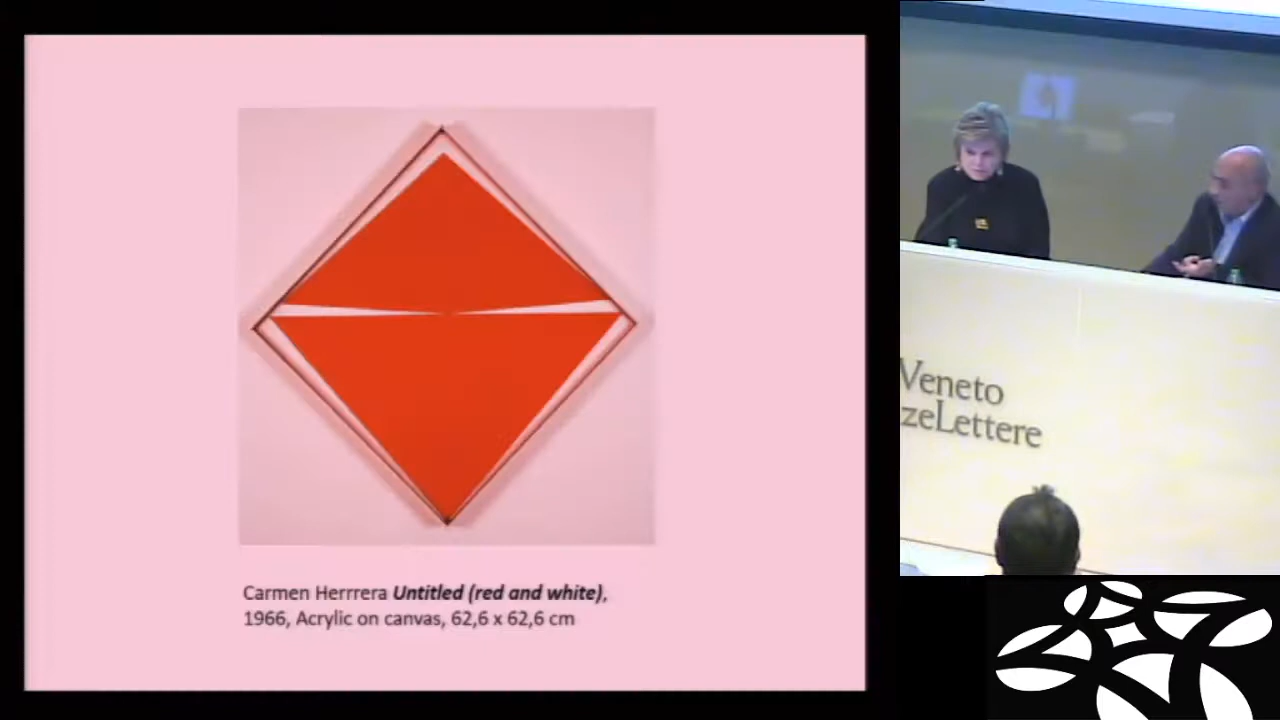 Carmen Herrrera Untitled (red and white),
1966, Acrylic on canvas, 62,6 x 62,6 cm
Veneto
zeLettere